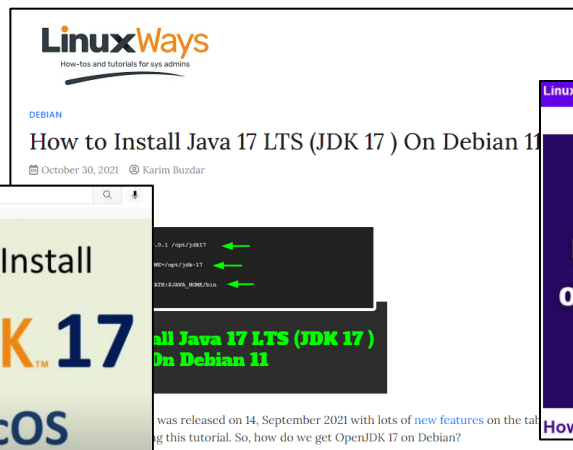 LinuxWays
How-tos and tutorials for sys admins
DEBIAN
How to Install Java 17 LTS (JDK 17 ) On Debian 11
October 30, 2021 Karim Buzdar
.0.1 /opt/jdk17
ME=/opt/jdk-17
ATH:$JAVA_HOME/bin
all Java 17 LTS (JDK 17 )
On Debian 11
was released on 14, September 2021 with lots of new features on the tab
g this tutorial. So, how do we get OpenJDK 17 on Debian?
Install
K™ 17
cOS
Linux
o
How